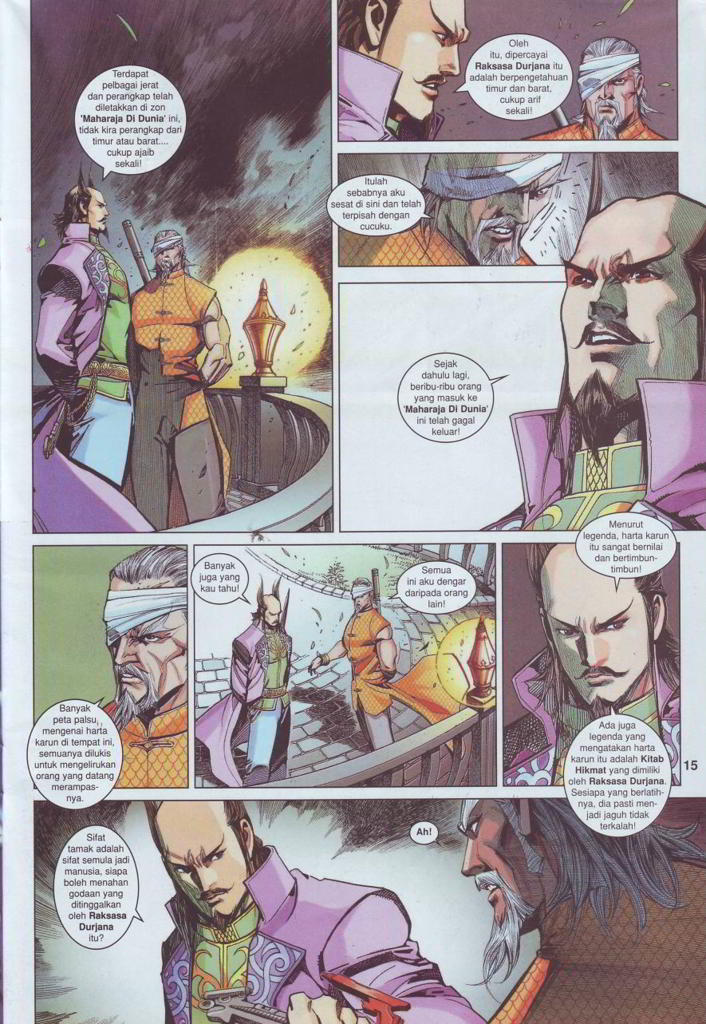 Terdapat
pelbagai jerat
dan perangkap telah
diletakkan di zon
'Maharaja Di Dunia' ini,
tidak kira perangkap dari
timur atau barat....
cukup ajaib
sekali!
Oleh
itu, dipercayai
Raksasa Durjana itu
adalah berpengetahuan
timur dan barat,
cukup arif
sekali!
Itulah
sebabnya aku
sesat di sini dan telah
terpisah dengan
cucuku.
Sejak
dahulu lagi,
beribu-ribu orang
yang masuk ke
'Maharaja Di Dunia'
ini telah gagal
keluar!
Banyak
peta palsu,
mengenai harta
karun di tempat ini,
semuanya dilukis
untuk mengelirukan
orang yang datang
merampas-
nya.
Banyak
juga yang
kau tahu!
Semua
ini aku dengar
daripada orang
lain!
Menurut
legenda, harta karun
itu sangat bernilai
dan bertimbun-
timbun!
Ada juga
legenda yang
mengatakan harta
karun itu adalah Kitab
Hikmat yang dimiliki
oleh Raksasa Durjana.
Sesiapa yang berlatih-
nya, dia pasti men-
jadi jaguh tidak
terkalah!
15
Sifat
tamak adalah
sifat semula jadi
manusia, siapa
boleh menahan
godaan yang
ditinggalkan
oleh Raksasa
Durjana
itu?
Ah!